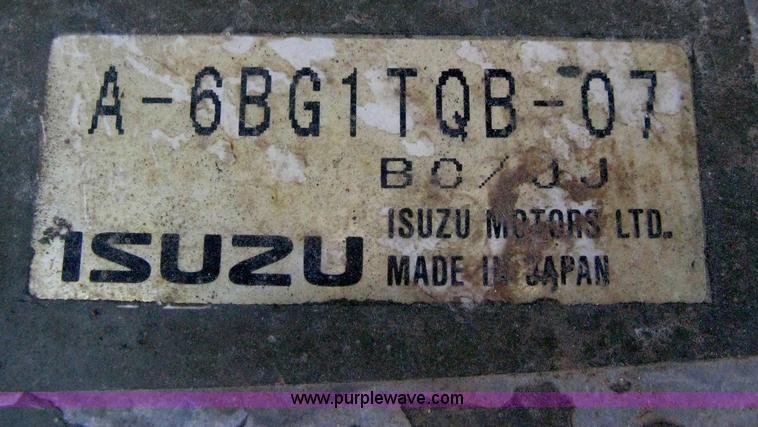 A-6BG1TQB-07
BC/JJ
ISUZU
ISUZU MOTORS LTD.
MADE IN JAPAN
www.purplewave.com